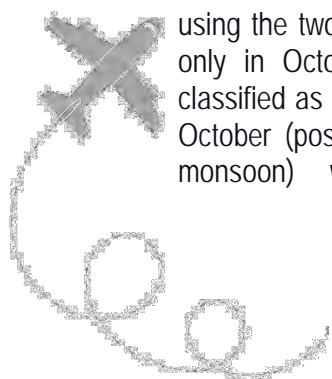 using the two
only in Octo
classified as
October (pos
monsoon)